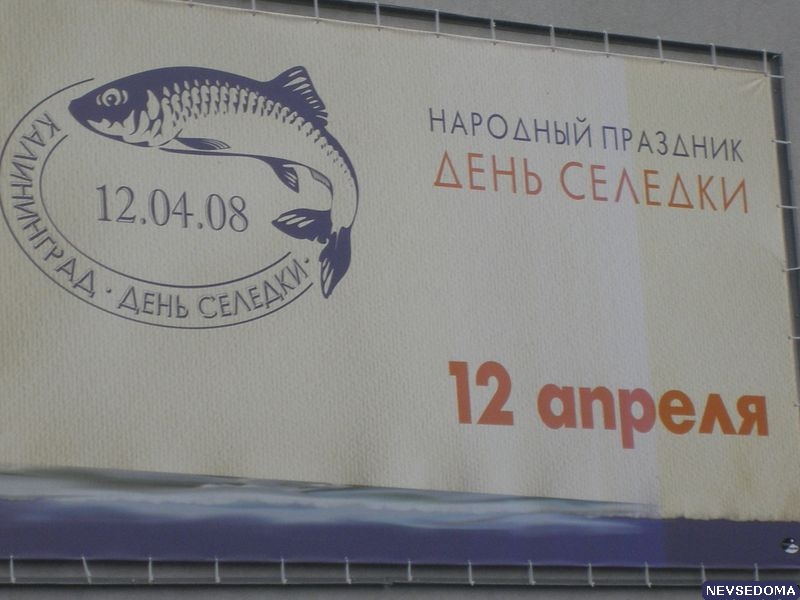 НАРОДНЫЙ ПРАЗДНИК
ДЕНЬ СЕЛЕДКИ
12.04.08
КАЛИНИНГРАД · ДЕНЬ СЕЛЕДКИ ·
12 апреля
NEVSEDOMA